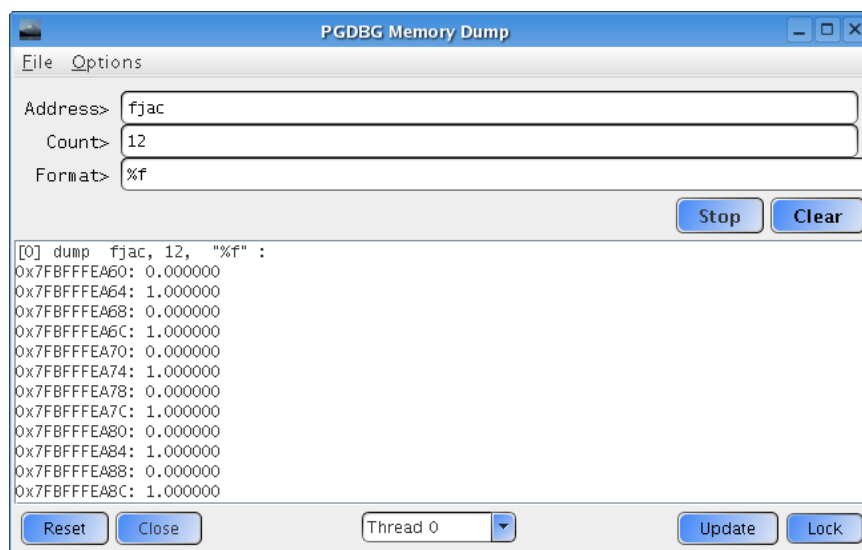 PGDBG Memory Dump
File Options
Address> fjac
Count> 12
Format> %f
Stop Clear
[0] dump  fjac, 12,  "%f" :
0x7FBFFFEA60: 0.000000
0x7FBFFFEA64: 1.000000
0x7FBFFFEA68: 0.000000
0x7FBFFFEA6C: 1.000000
0x7FBFFFEA70: 0.000000
0x7FBFFFEA74: 1.000000
0x7FBFFFEA78: 0.000000
0x7FBFFFEA7C: 1.000000
0x7FBFFFEA80: 0.000000
0x7FBFFFEA84: 1.000000
0x7FBFFFEA88: 0.000000
0x7FBFFFEA8C: 1.000000
Reset Close Thread 0 Update Lock